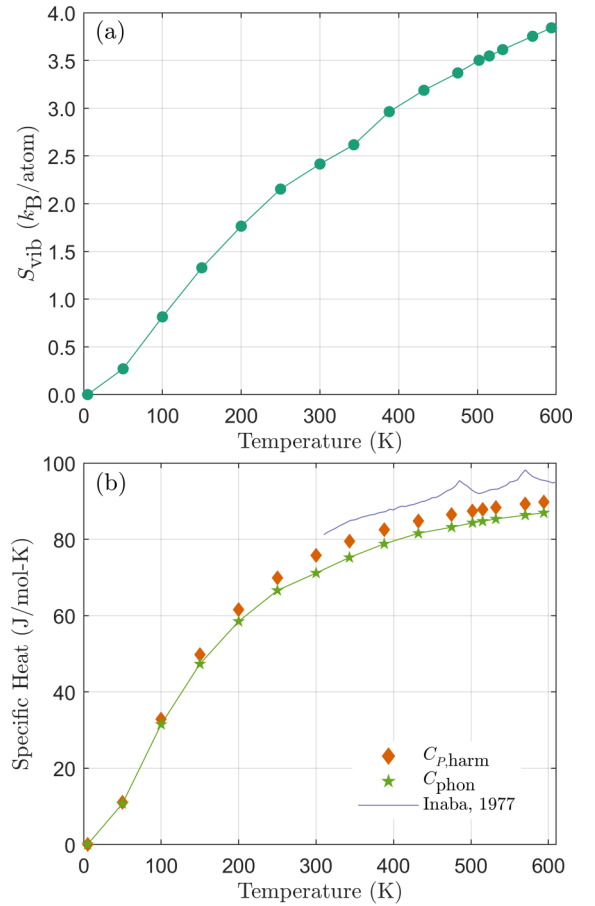 (a)
S_vib (k_B/atom)
4.0
3.5
3.0
2.5
2.0
1.5
1.0
0.5
0.0
0 100 200 300 400 500 600
Temperature (K)
(b)
Specific Heat (J/mol-K)
100
80
60
40
20
0
C_P,harm
C_phon
Inaba, 1977
0 100 200 300 400 500 600
Temperature (K)